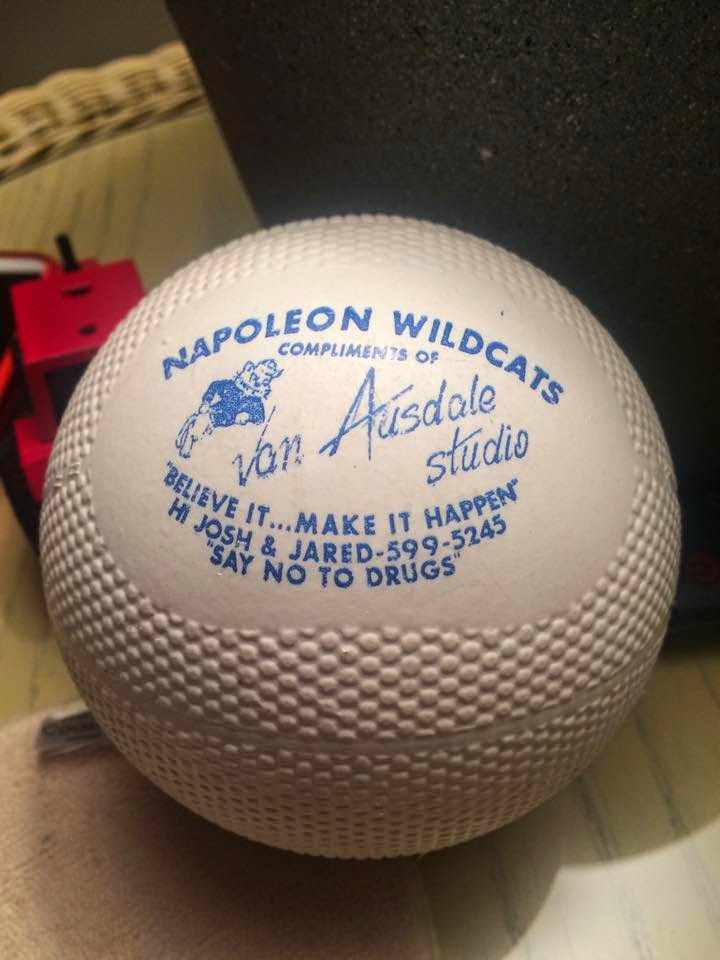 NAPOLEON WILDCATS
COMPLIMENTS OF
Van Ausdale
studio
"BELIEVE IT...MAKE IT HAPPEN"
HI JOSH & JARED-599-5245
"SAY NO TO DRUGS"